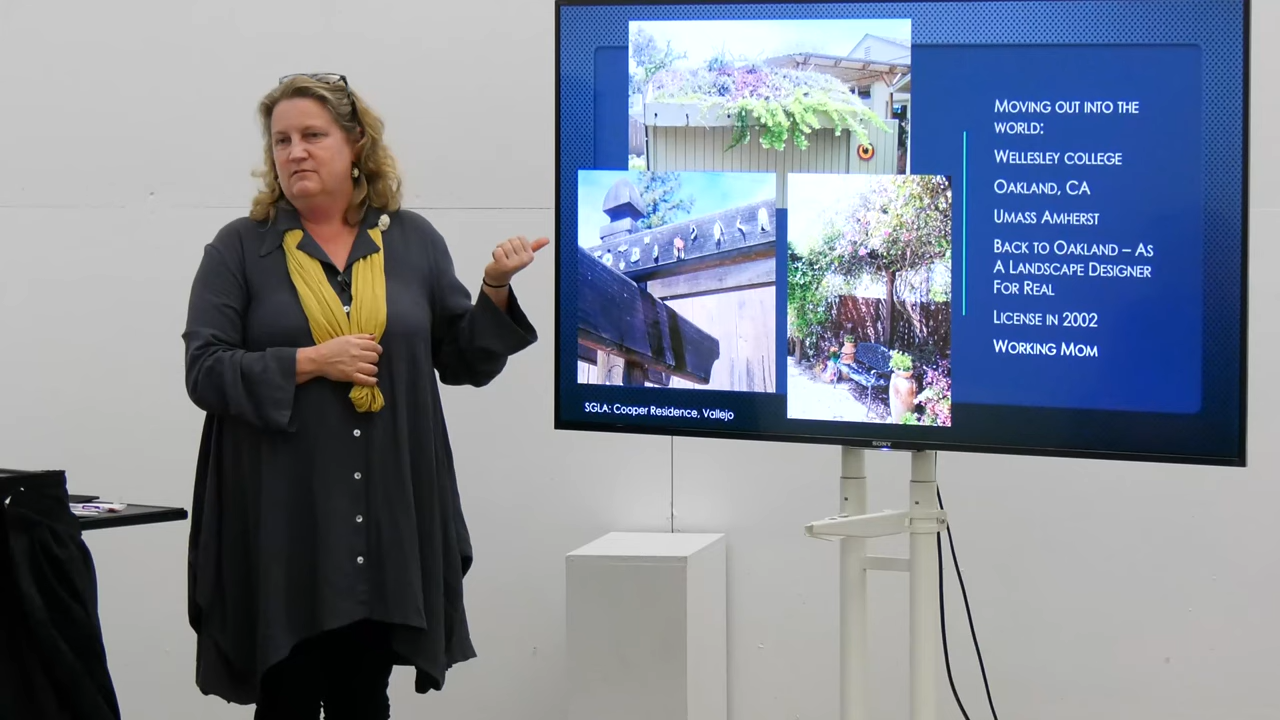 MOVING OUT INTO THE
WORLD:
WELLESLEY COLLEGE
OAKLAND, CA
UMASS AMHERST
BACK TO OAKLAND – AS
A LANDSCAPE DESIGNER
FOR REAL
LICENSE IN 2002
WORKING MOM
SGLA: Cooper Residence, Vallejo
SONY